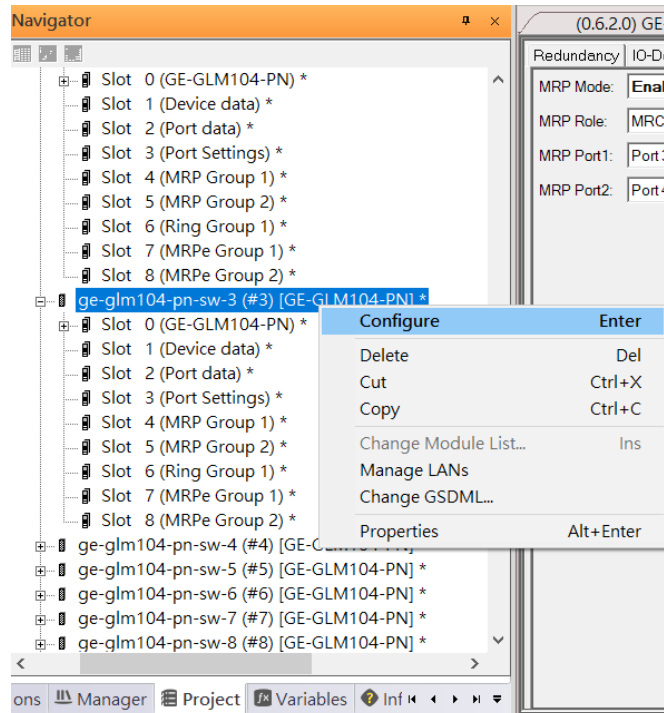 Navigator
Slot 0 (GE-GLM104-PN) *
Slot 1 (Device data) *
Slot 2 (Port data) *
Slot 3 (Port Settings) *
Slot 4 (MRP Group 1) *
Slot 5 (MRP Group 2) *
Slot 6 (Ring Group 1) *
Slot 7 (MRPe Group 1) *
Slot 8 (MRPe Group 2) *
ge-glm104-pn-sw-3 (#3) [GE-GLM104-PN] *
Slot 0 (GE-GLM104-PN) *
Slot 1 (Device data) *
Slot 2 (Port data) *
Slot 3 (Port Settings) *
Slot 4 (MRP Group 1) *
Slot 5 (MRP Group 2) *
Slot 6 (Ring Group 1) *
Slot 7 (MRPe Group 1) *
Slot 8 (MRPe Group 2) *
ge-glm104-pn-sw-4 (#4) [GE-GLM104-PN] *
ge-glm104-pn-sw-5 (#5) [GE-GLM104-PN] *
ge-glm104-pn-sw-6 (#6) [GE-GLM104-PN] *
ge-glm104-pn-sw-7 (#7) [GE-GLM104-PN] *
ge-glm104-pn-sw-8 (#8) [GE-GLM104-PN] *
ons Manager Project Variables Inf
Configure Enter
Delete Del
Cut Ctrl+X
Copy Ctrl+C
Change Module List... Ins
Manage LANs
Change GSDML...
Properties Alt+Enter
(0.6.2.0) GE
Redundancy IO-D
MRP Mode: Enal
MRP Role: MRC
MRP Port1: Port 3
MRP Port2: Port 4